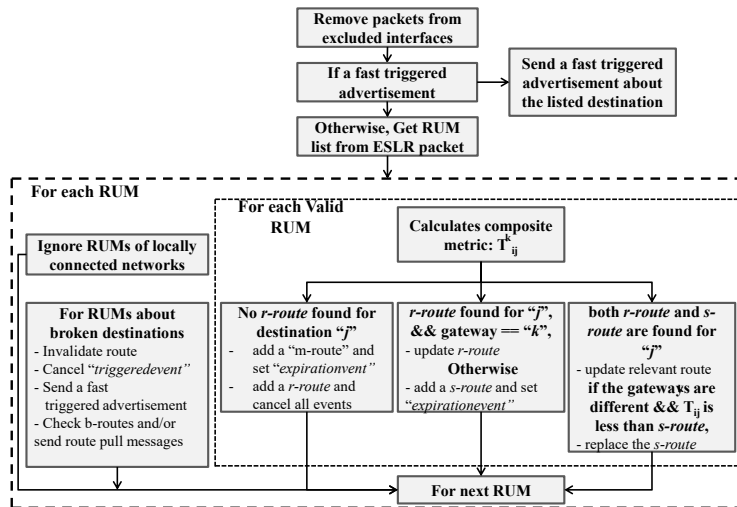 Remove packets from
excluded interfaces
If a fast triggered
advertisement
Send a fast triggered
advertisement about
the listed destination
Otherwise, Get RUM
list from ESLR packet
For each RUM
For each Valid
RUM
Calculates composite
metric: T^k_ij
Ignore RUMs of locally
connected networks
For RUMs about
broken destinations
- Invalidate route
- Cancel “triggeredevent”
- Send a fast
triggered advertisement
- Check b-routes and/or
send route pull messages
No r-route found for
destination “j”
- add a “m-route” and
set “expirationvent”
- add a r-route and
cancel all events
r-route found for “j”,
&& gateway == “k”,
- update r-route
Otherwise
- add a s-route and set
“expirationevent”
both r-route and s-
route are found for
“j”
- update relevant route
if the gateways are
different && T_ij is
less than s-route,
- replace the s-route
For next RUM